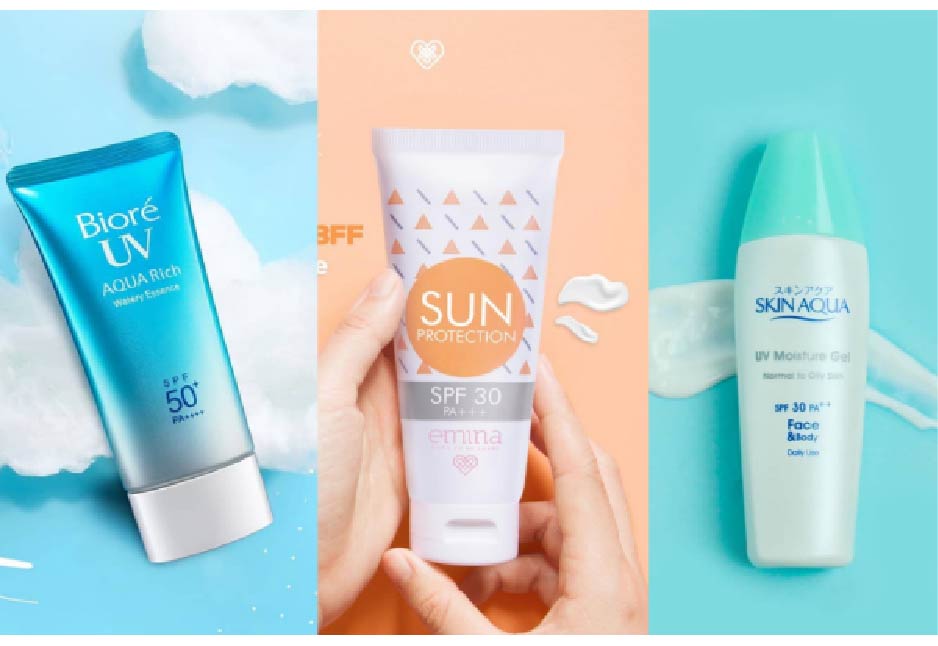 Bioré
UV
AQUA Rich
Watery Essence
SPF
50+
PA++++
BFF
e
SUN
PROTECTION
SPF 30
PA+++
emina
スキンアクア
SKIN AQUA
UV Moisture Gel
Normal to Oily Skin
SPF 30 PA++
Face
&Body
Daily Use